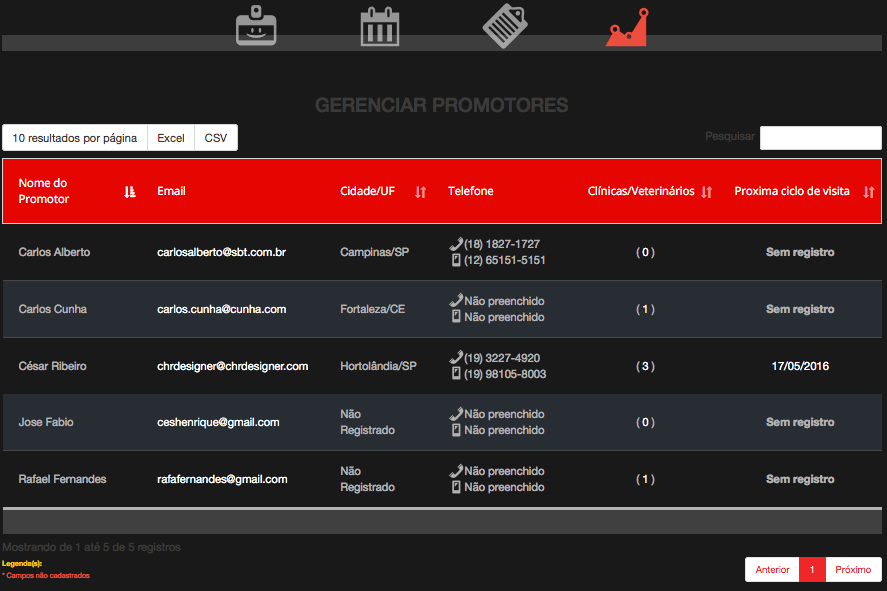 GERENCIAR PROMOTORES
10 resultados por página Excel CSV Pesquisar
Nome do Promotor Email Cidade/UF Telefone Clínicas/Veterinários Proxima ciclo de visita
Carlos Alberto carlosalberto@sbt.com.br Campinas/SP (18) 1827-1727 ( 0 ) Sem registro
(12) 65151-5151
Carlos Cunha carlos.cunha@cunha.com Fortaleza/CE Não preenchido ( 1 ) Sem registro
Não preenchido
César Ribeiro chrdesigner@chrdesigner.com Hortolândia/SP (19) 3227-4920 ( 3 ) 17/05/2016
(19) 98105-8003
Jose Fabio ceshenrique@gmail.com Não Registrado Não preenchido ( 0 ) Sem registro
Não preenchido
Rafael Fernandes rafafernandes@gmail.com Não Registrado Não preenchido ( 1 ) Sem registro
Não preenchido
Mostrando de 1 até 5 de 5 registros
Legenda(s):
* Campos não cadastrados
Anterior 1 Próximo